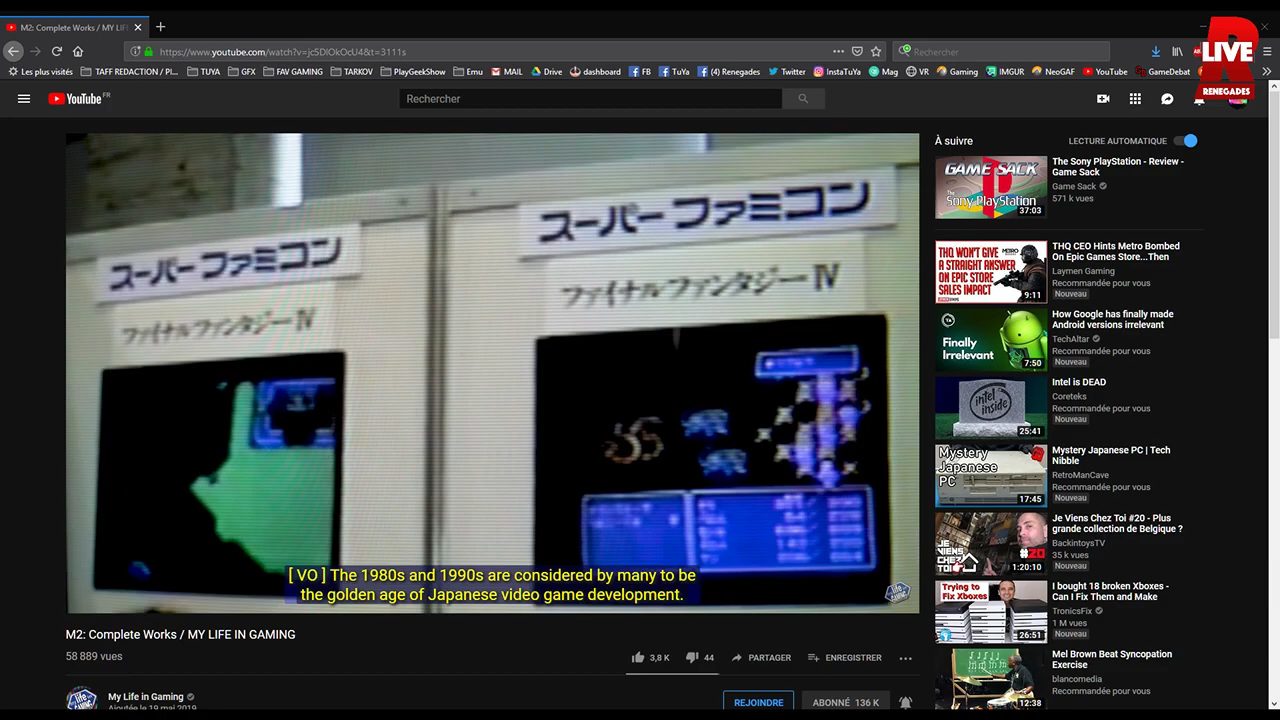 M2: Complete Works / MY LIF
https://www.youtube.com/watch?v=jc5DlOkOcU4&t=3111s
Rechercher
LIVE
RENEGADES
Les plus visités
TAFF REDACTION / PL...
TUYA
GFX
FAV GAMING
TARKOV
PlayGeekShow
Emu
MAIL
Drive
dashboard
FB
TuYa
(4) Renegades
Twitter
InstaTuYa
Mag
VR
Gaming
IMGUR
NeoGAF
YouTube
GameDebat
YouTube FR
Rechercher
スーパーファミコン
ファイナルファンタジーIV
スーパーファミコン
ファイナルファンタジーIV
[ VO ] The 1980s and 1990s are considered by many to be
the golden age of Japanese video game development.
M2: Complete Works / MY LIFE IN GAMING
58 889 vues
3,8 K
44
PARTAGER
ENREGISTRER
My Life in Gaming
Ajoutée le 19 mai 2019
REJOINDRE
ABONNÉ 136 K
À suivre
LECTURE AUTOMATIQUE
GAME SACK
The
Sony PlayStation
37:03
The Sony PlayStation - Review -
Game Sack
Game Sack
571 k vues
THQ WON'T GIVE
A STRAIGHT ANSWER
ON EPIC STORE
SALES IMPACT
METRO
9:11
THQ CEO Hints Metro Bombed
On Epic Games Store...Then
Laymen Gaming
Recommandée pour vous
Nouveau
Finally
Irrelevant
7:50
How Google has finally made
Android versions irrelevant
TechAltar
Recommandée pour vous
Nouveau
intel
inside
25:41
Intel is DEAD
Coreteks
Recommandée pour vous
Nouveau
Mystery
Japanese
PC
17:45
Mystery Japanese PC | Tech
Nibble
RetroManCave
Recommandée pour vous
Nouveau
JE
VIENS
CHEZ
TOI
#20
1:20:10
Je Viens Chez Toi #20 - Plus
grande collection de Belgique ?
BackintoysTV
35 k vues
Nouveau
Trying to
Fix Xboxes
26:51
I bought 18 broken Xboxes -
Can I Fix Them and Make
TronicsFix
1 M vues
Nouveau
12:38
Mel Brown Beat Syncopation
Exercise
blancomedia
Recommandée pour vous